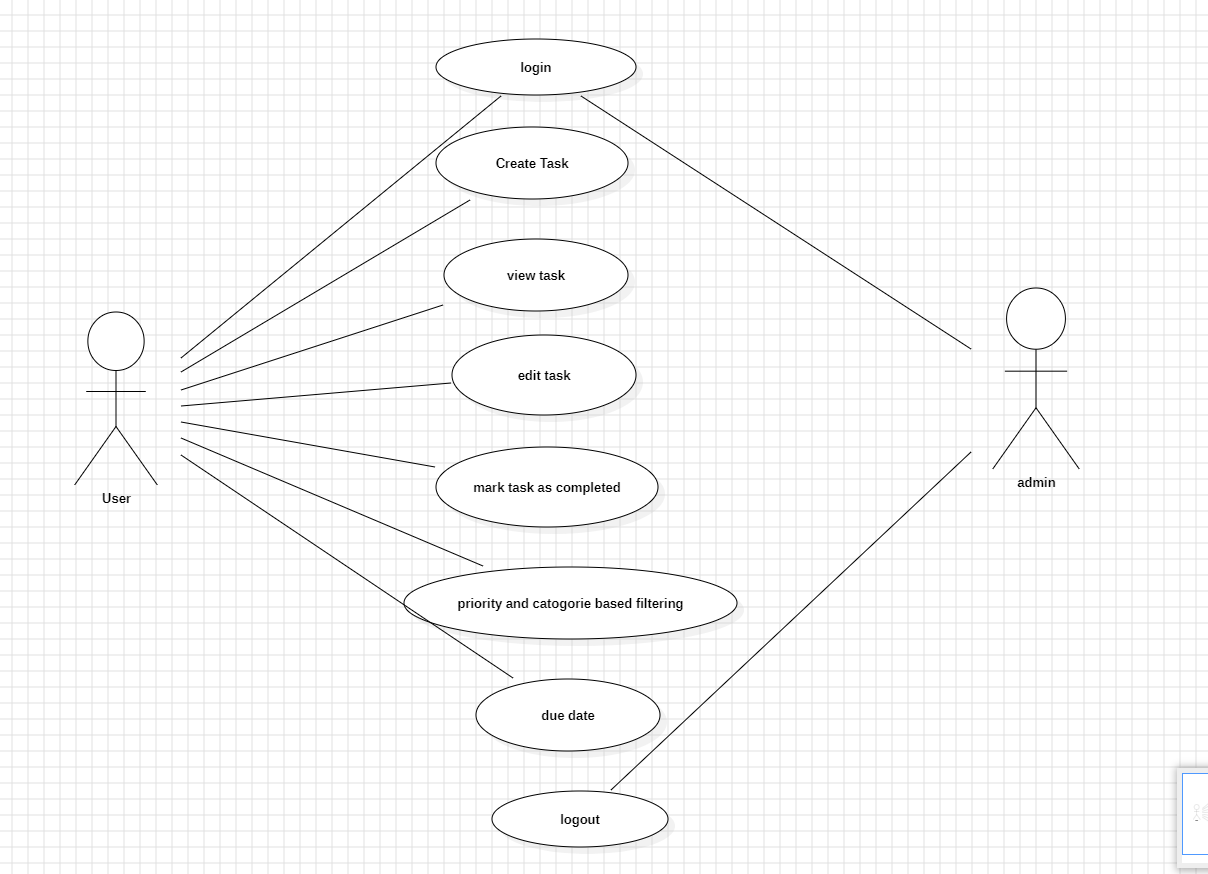 login
Create Task
view task
edit task
mark task as completed
priority and catogorie based filtering
due date
logout
User
admin